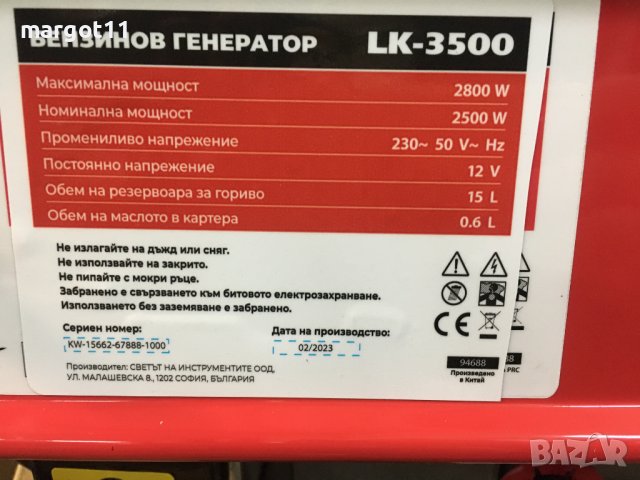 margot11
БЕНЗИНОВ ГЕНЕРАТОР LK-3500
Максимална мощност 2800 W
Номинална мощност 2500 W
Променливо напрежение 230~ 50 V~ Hz
Постоянно напрежение 12 V
Обем на резервоара за гориво 15 L
Обем на маслото в картера 0.6 L
Не излагайте на дъжд или сняг.
Не използвайте на закрито.
Не пипайте с мокри ръце.
Забранено е свързването към битовото електрозахранване.
Използването без заземяване е забранено.
Сериен номер: Дата на производство:
KW-15662-67888-1000 02/2023
CE
Производител: СВЕТЪТ НА ИНСТРУМЕНТИТЕ ООД,
УЛ. МАЛАШЕВСКА 8., 1202 СОФИЯ, БЪЛГАРИЯ
94688
Произведено
в Китай
PRC
BAZAR